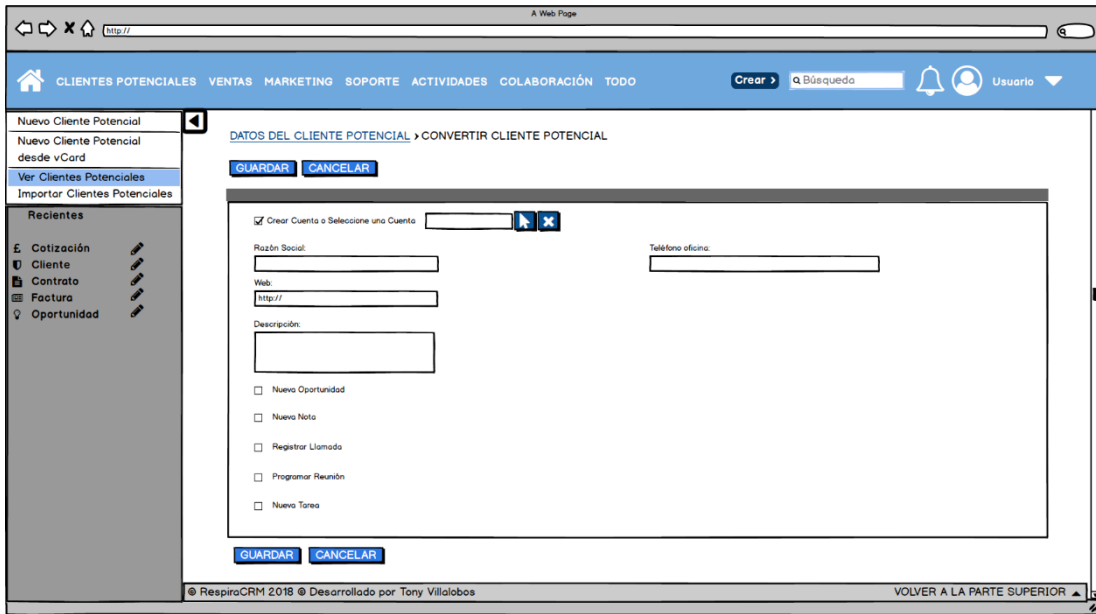 A Web Page
http://
CLIENTES POTENCIALES VENTAS MARKETING SOPORTE ACTIVIDADES COLABORACIÓN TODO Crear Búsqueda Usuario
Nuevo Cliente Potencial
Nuevo Cliente Potencial
desde vCard
Ver Clientes Potenciales
Importar Clientes Potenciales
Recientes
Cotización
Cliente
Contrato
Factura
Oportunidad
DATOS DEL CLIENTE POTENCIAL > CONVERTIR CLIENTE POTENCIAL
GUARDAR CANCELAR
Crear Cuenta o Seleccione una Cuenta
Razón Social: Teléfono oficina:
Web:
http://
Descripción:
Nueva Oportunidad
Nueva Nota
Registrar Llamada
Programar Reunión
Nueva Tarea
GUARDAR CANCELAR
© RespiraCRM 2018 © Desarrollado por Tony Villalobos VOLVER A LA PARTE SUPERIOR